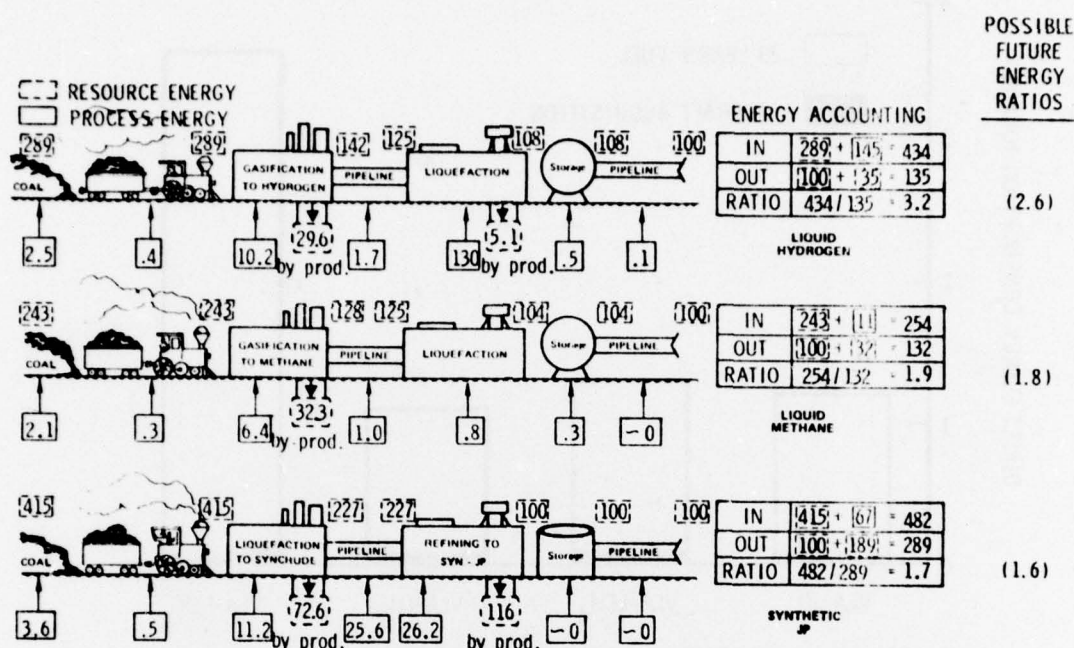 POSSIBLE
FUTURE
ENERGY
RATIOS
RESOURCE ENERGY
PROCESS ENERGY
289 289 142 125 108 108 100
COAL
GASIFICATION
TO HYDROGEN
PIPELINE
LIQUEFACTION
Storage
PIPELINE
29.6
by prod.
5.1
by prod.
2.5 .4 10.2 1.7 130 .5 .1
ENERGY ACCOUNTING
IN 289 + 145 = 434
OUT 100 + 35 = 135
RATIO 434/135 = 3.2
LIQUID
HYDROGEN
(2.6)
243 243 128 125 104 104 100
COAL
GASIFICATION
TO METHANE
PIPELINE
LIQUEFACTION
Storage
PIPELINE
32.3
by prod.
2.1 .3 6.4 1.0 .8 .3 ~0
IN 243 + 11 = 254
OUT 100 + 32 = 132
RATIO 254/132 = 1.9
LIQUID
METHANE
(1.8)
415 415 227 227 100 100 100
COAL
LIQUEFACTION
TO SYNCRUDE
PIPELINE
REFINING TO
SYN-JP
Storage
PIPELINE
72.6
by prod.
116
by prod.
3.6 .5 11.2 25.6 26.2 ~0 ~0
IN 415 + 67 = 482
OUT 100 + 189 = 289
RATIO 482/289 = 1.7
SYNTHETIC
JP
(1.6)